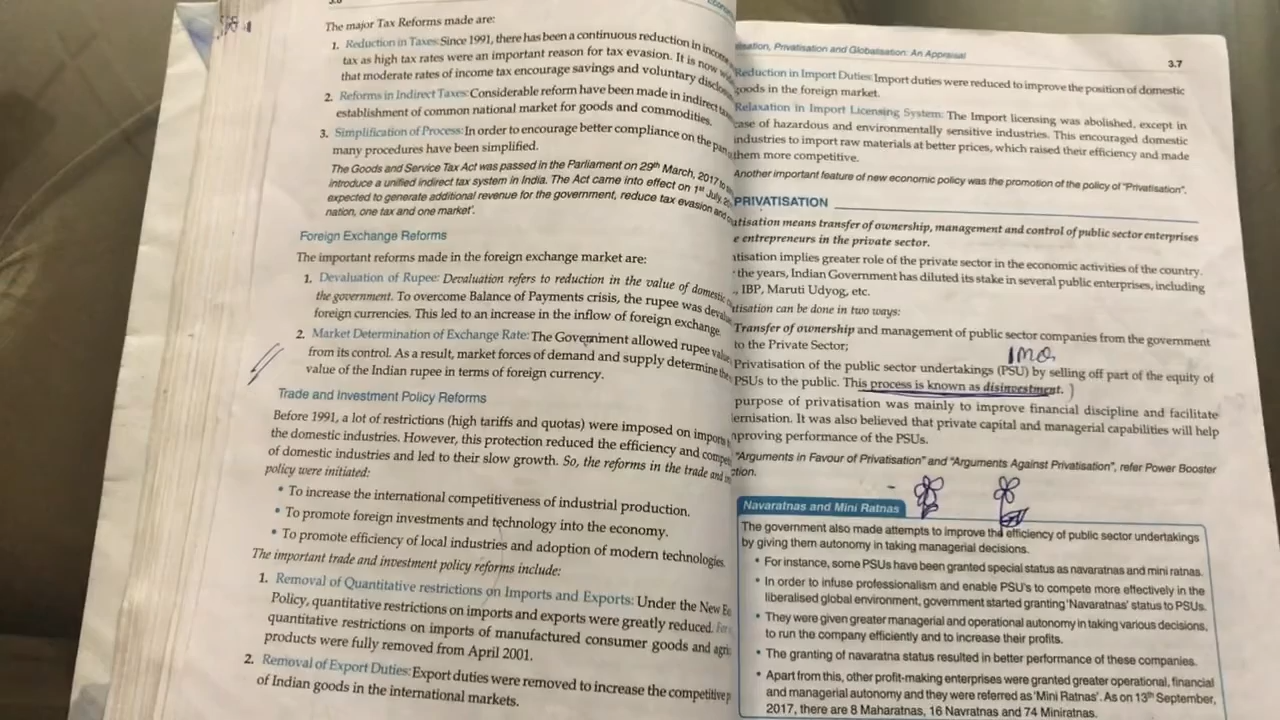 3.6
Econom
The major Tax Reforms made are:
1. Reduction in Taxes: Since 1991, there has been a continuous reduction in income
tax as high tax rates were an important reason for tax evasion. It is now
that moderate rates of income tax encourage savings and voluntary disclo
2. Reforms in Indirect Taxes: Considerable reform have been made in indirect tax
establishment of common national market for goods and commodities.
3. Simplification of Process: In order to encourage better compliance on the part
many procedures have been simplified.
The Goods and Service Tax Act was passed in the Parliament on 29th March, 2017 to
introduce a unified indirect tax system in India. The Act came into effect on 1st July, 20
expected to generate additional revenue for the government, reduce tax evasion and
nation, one tax and one market'.
Foreign Exchange Reforms
The important reforms made in the foreign exchange market are:
1. Devaluation of Rupee: Devaluation refers to reduction in the value of domestic
the government. To overcome Balance of Payments crisis, the rupee was devalu
foreign currencies. This led to an increase in the inflow of foreign exchange.
2. Market Determination of Exchange Rate: The Government allowed rupee value
from its control. As a result, market forces of demand and supply determine the
value of the Indian rupee in terms of foreign currency.
Trade and Investment Policy Reforms
Before 1991, a lot of restrictions (high tariffs and quotas) were imposed on imports
the domestic industries. However, this protection reduced the efficiency and compe
of domestic industries and led to their slow growth. So, the reforms in the trade and in
policy were initiated:
• To increase the international competitiveness of industrial production.
• To promote foreign investments and technology into the economy.
• To promote efficiency of local industries and adoption of modern technologies.
The important trade and investment policy reforms include:
1. Removal of Quantitative restrictions on Imports and Exports: Under the New Ec
Policy, quantitative restrictions on imports and exports were greatly reduced. For
quantitative restrictions on imports of manufactured consumer goods and agri
products were fully removed from April 2001.
2. Removal of Export Duties: Export duties were removed to increase the competitive p
of Indian goods in the international markets.
lisation, Privatisation and Globalisation: An Appraisal
3.7
Reduction in Import Duties: Import duties were reduced to improve the position of domestic
goods in the foreign market.
Relaxation in Import Licensing System: The Import licensing was abolished, except in
case of hazardous and environmentally sensitive industries. This encouraged domestic
industries to import raw materials at better prices, which raised their efficiency and made
them more competitive.
Another important feature of new economic policy was the promotion of the policy of "Privatisation".
PRIVATISATION
atisation means transfer of ownership, management and control of public sector enterprises
e entrepreneurs in the private sector.
atisation implies greater role of the private sector in the economic activities of the country.
the years, Indian Government has diluted its stake in several public enterprises, including
., IBP, Maruti Udyog, etc.
atisation can be done in two ways:
Transfer of ownership and management of public sector companies from the government
to the Private Sector;
Imo
Privatisation of the public sector undertakings (PSU) by selling off part of the equity of
PSUs to the public. This process is known as disinvestment.
purpose of privatisation was mainly to improve financial discipline and facilitate
dernisation. It was also believed that private capital and managerial capabilities will help
mproving performance of the PSUs.
"Arguments in Favour of Privatisation" and "Arguments Against Privatisation", refer Power Booster
ction.
Navaratnas and Mini Ratnas
The government also made attempts to improve the efficiency of public sector undertakings
by giving them autonomy in taking managerial decisions.
• For instance, some PSUs have been granted special status as navaratnas and mini ratnas.
• In order to infuse professionalism and enable PSU's to compete more effectively in the
liberalised global environment, government started granting 'Navaratnas' status to PSUs.
• They were given greater managerial and operational autonomy in taking various decisions,
to run the company efficiently and to increase their profits.
• The granting of navaratna status resulted in better performance of these companies.
• Apart from this, other profit-making enterprises were granted greater operational, financial
and managerial autonomy and they were referred as 'Mini Ratnas'. As on 13th September,
2017, there are 8 Maharatnas, 16 Navratnas and 74 Miniratnas.